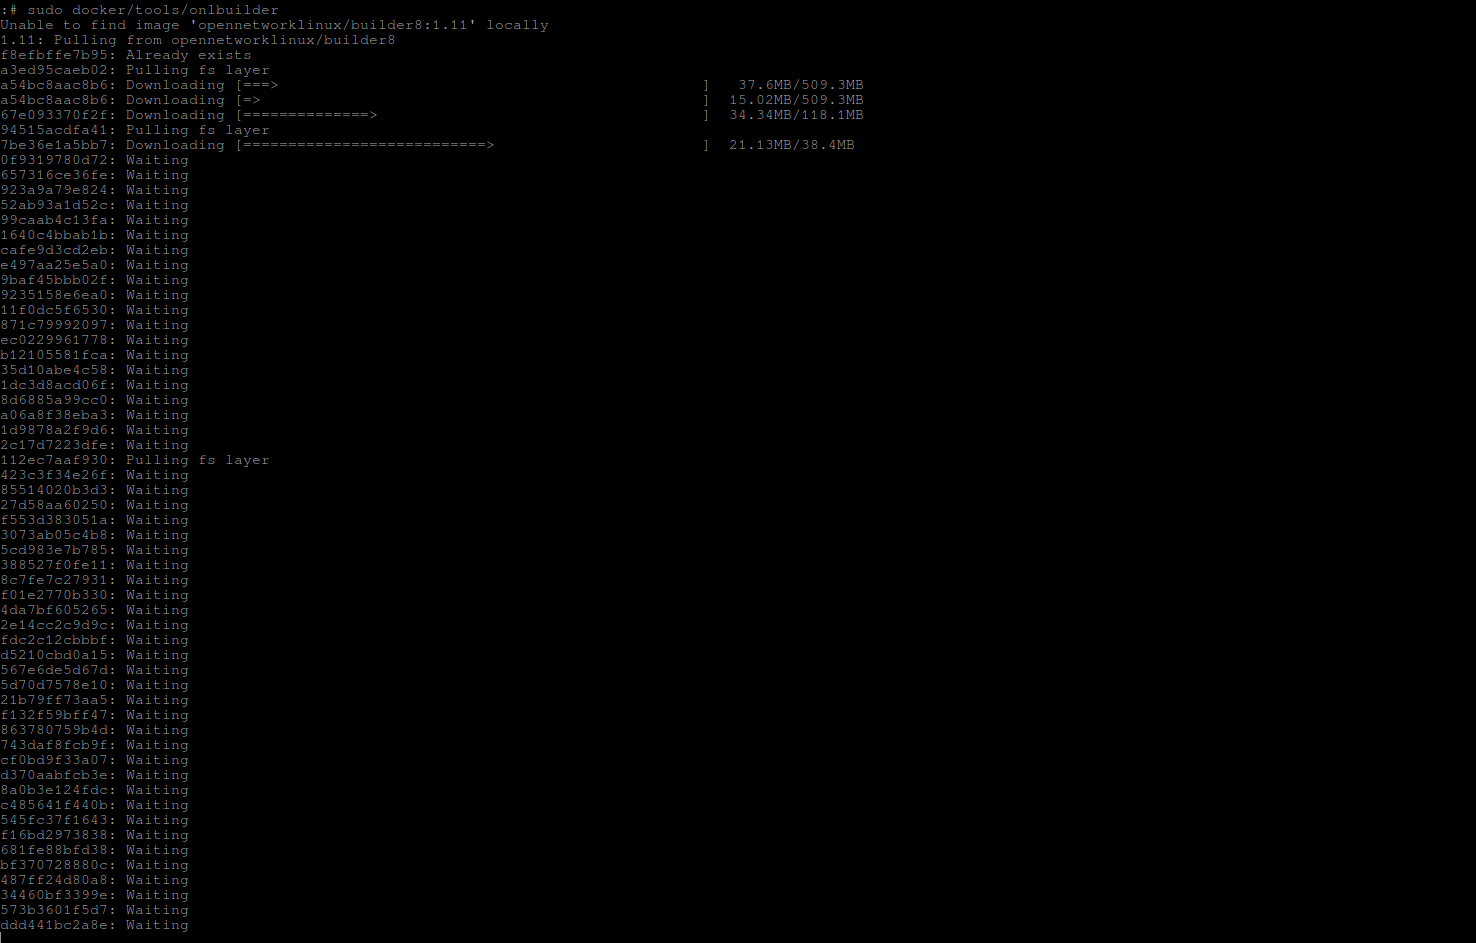 :# sudo docker/tools/onlbuilder
Unable to find image 'opennetworklinux/builder8:1.11' locally
1.11: Pulling from opennetworklinux/builder8
f8efbffe7b95: Already exists
a3ed95caeb02: Pulling fs layer
a54bc8aac8b6: Downloading [===>                                                ]   37.6MB/509.3MB
a54bc8aac8b6: Downloading [=>                                                  ]  15.02MB/509.3MB
67e093370f2f: Downloading [==============>                                     ]  34.34MB/118.1MB
94515acdfa41: Pulling fs layer
7be36e1a5bb7: Downloading [===========================>                        ]  21.13MB/38.4MB
0f9319780d72: Waiting
657316ce36fe: Waiting
923a9a79e824: Waiting
52ab93a1d52c: Waiting
99caab4c13fa: Waiting
1640c4bbab1b: Waiting
cafe9d3cd2eb: Waiting
e497aa25e5a0: Waiting
9baf45bbb02f: Waiting
9235158e6ea0: Waiting
11f0dc5f6530: Waiting
871c79992097: Waiting
ec0229961778: Waiting
b12105581fca: Waiting
35d10abe4c58: Waiting
1dc3d8acd06f: Waiting
8d6885a99cc0: Waiting
a06a8f38eba3: Waiting
1d9878a2f9d6: Waiting
2c17d7223dfe: Waiting
112ec7aaf930: Pulling fs layer
423c3f34e26f: Waiting
85514020b3d3: Waiting
27d58aa60250: Waiting
f553d383051a: Waiting
3073ab05c4b8: Waiting
5cd983e7b785: Waiting
388527f0fe11: Waiting
8c7fe7c27931: Waiting
f01e2770b330: Waiting
4da7bf605265: Waiting
2e14cc2c9d9c: Waiting
fdc2c12cbbbf: Waiting
d5210cbd0a15: Waiting
567e6de5d67d: Waiting
5d70d7578e10: Waiting
21b79ff73aa5: Waiting
f132f59bff47: Waiting
863780759b4d: Waiting
743daf8fcb9f: Waiting
cf0bd9f33a07: Waiting
d370aabfcb3e: Waiting
8a0b3e124fdc: Waiting
c485641f440b: Waiting
545fc37f1643: Waiting
f16bd2973838: Waiting
681fe88bfd38: Waiting
bf370728880c: Waiting
487ff24d80a8: Waiting
34460bf3399e: Waiting
573b3601f5d7: Waiting
ddd441bc2a8e: Waiting